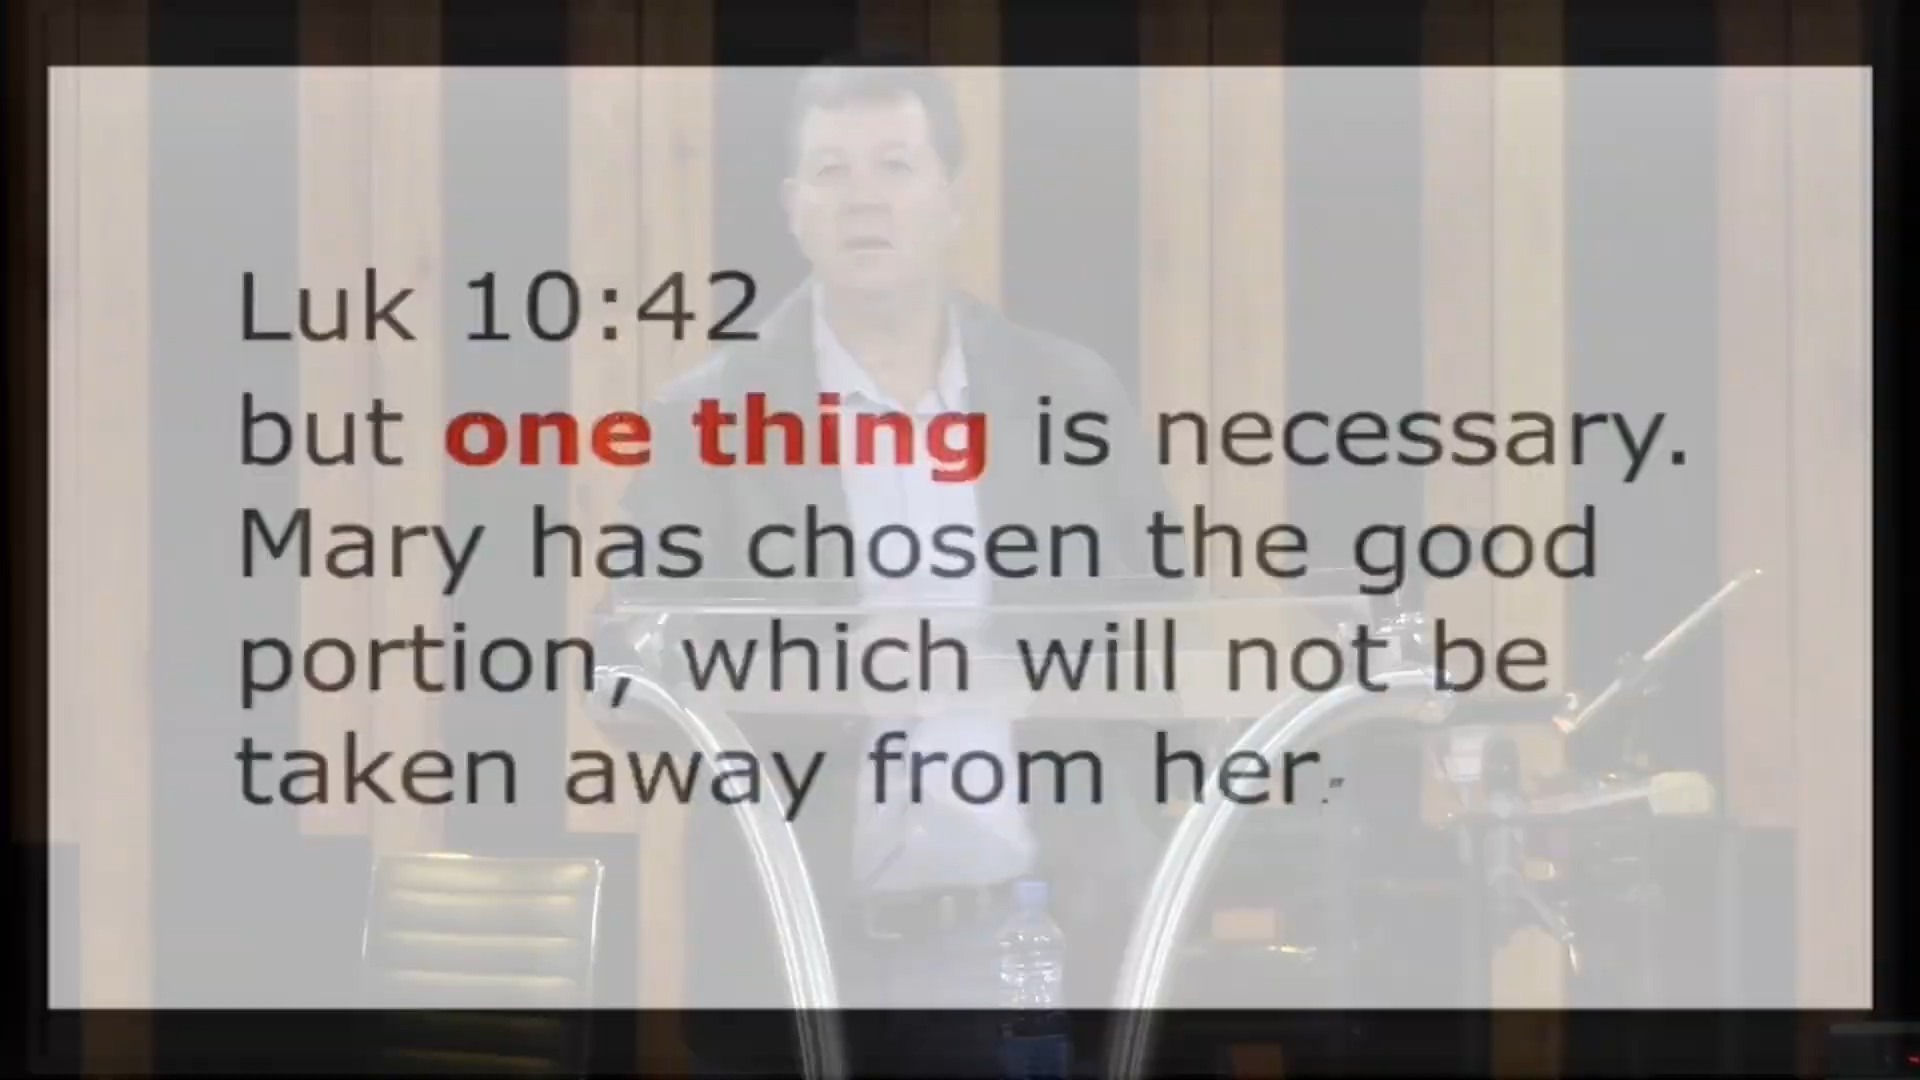 Luk 10:42
but one thing is necessary.
Mary has chosen the good
portion, which will not be
taken away from her.”